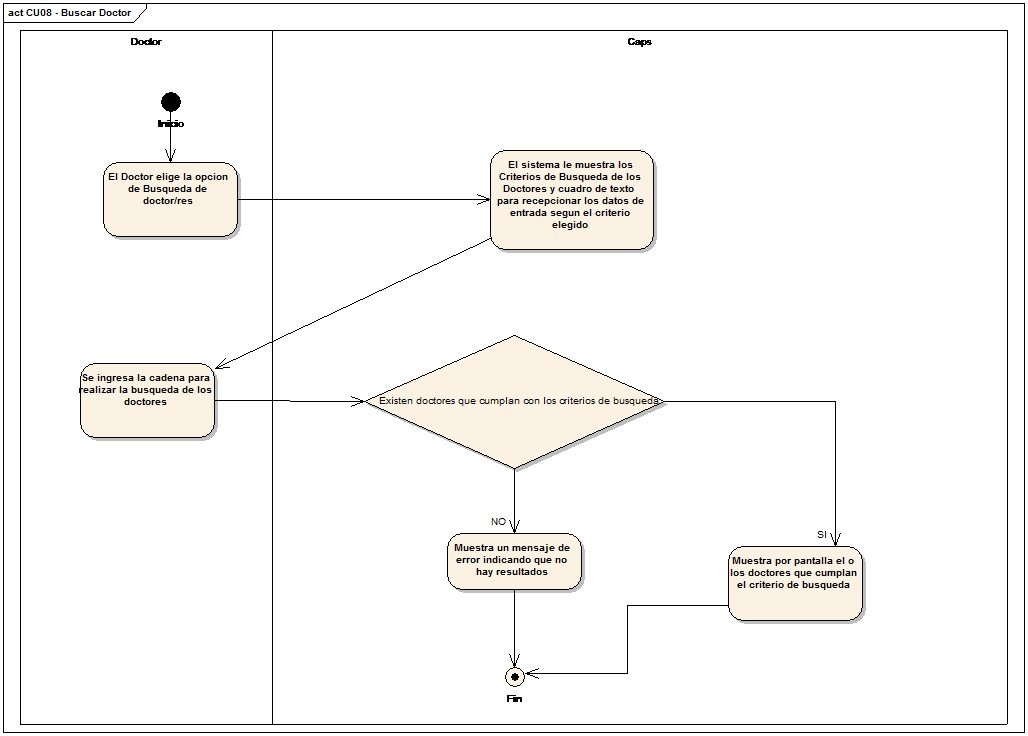 act CU08 - Buscar Doctor
Doctor
Caps
Inicio
El Doctor elige la opcion
de Busqueda de
doctor/res
El sistema le muestra los
Criterios de Busqueda de los
Doctores y cuadro de texto
para recepcionar los datos de
entrada segun el criterio
elegido
Se ingresa la cadena para
realizar la busqueda de los
doctores
Existen doctores que cumplan con los criterios de busqueda
NO
SI
Muestra un mensaje de
error indicando que no
hay resultados
Muestra por pantalla el o
los doctores que cumplan
el criterio de busqueda
Fin